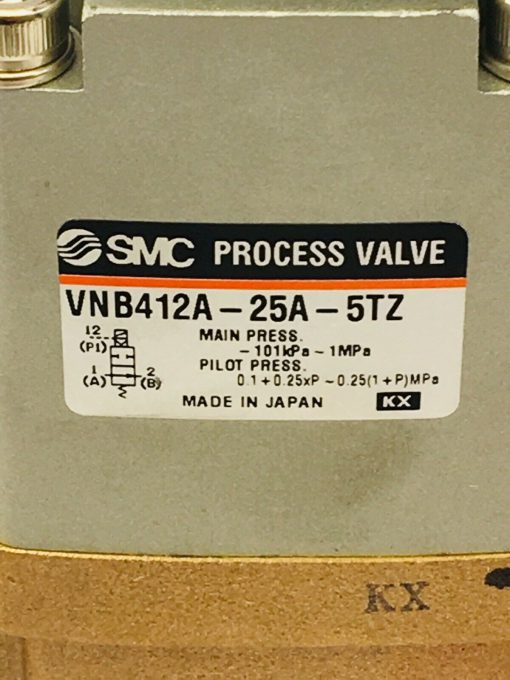 SMC PROCESS VALVE
VNB412A-25A-5TZ
12
(P1)
1
(A)
2
(B)
MAIN PRESS.
-101kPa~1MPa
PILOT PRESS.
0.1+0.25xP~0.25(1+P)MPa
MADE IN JAPAN KX
KX